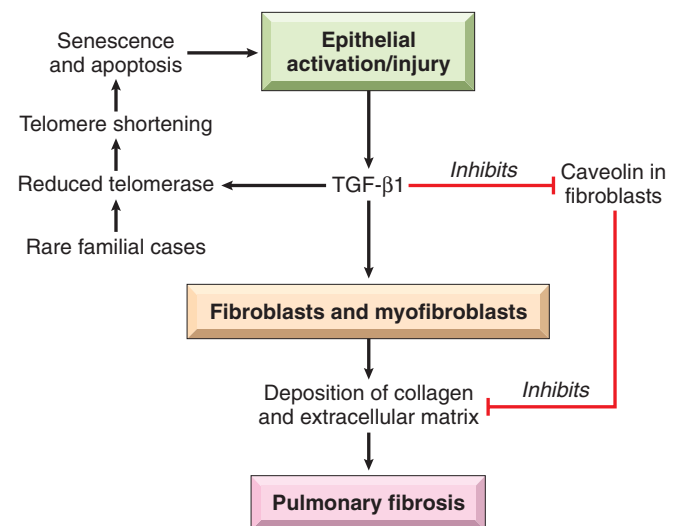 Senescence
and apoptosis
Epithelial
activation/injury
Telomere shortening
Reduced telomerase
TGF-β1
Inhibits
Caveolin in
fibroblasts
Rare familial cases
Fibroblasts and myofibroblasts
Deposition of collagen
and extracellular matrix
Inhibits
Pulmonary fibrosis